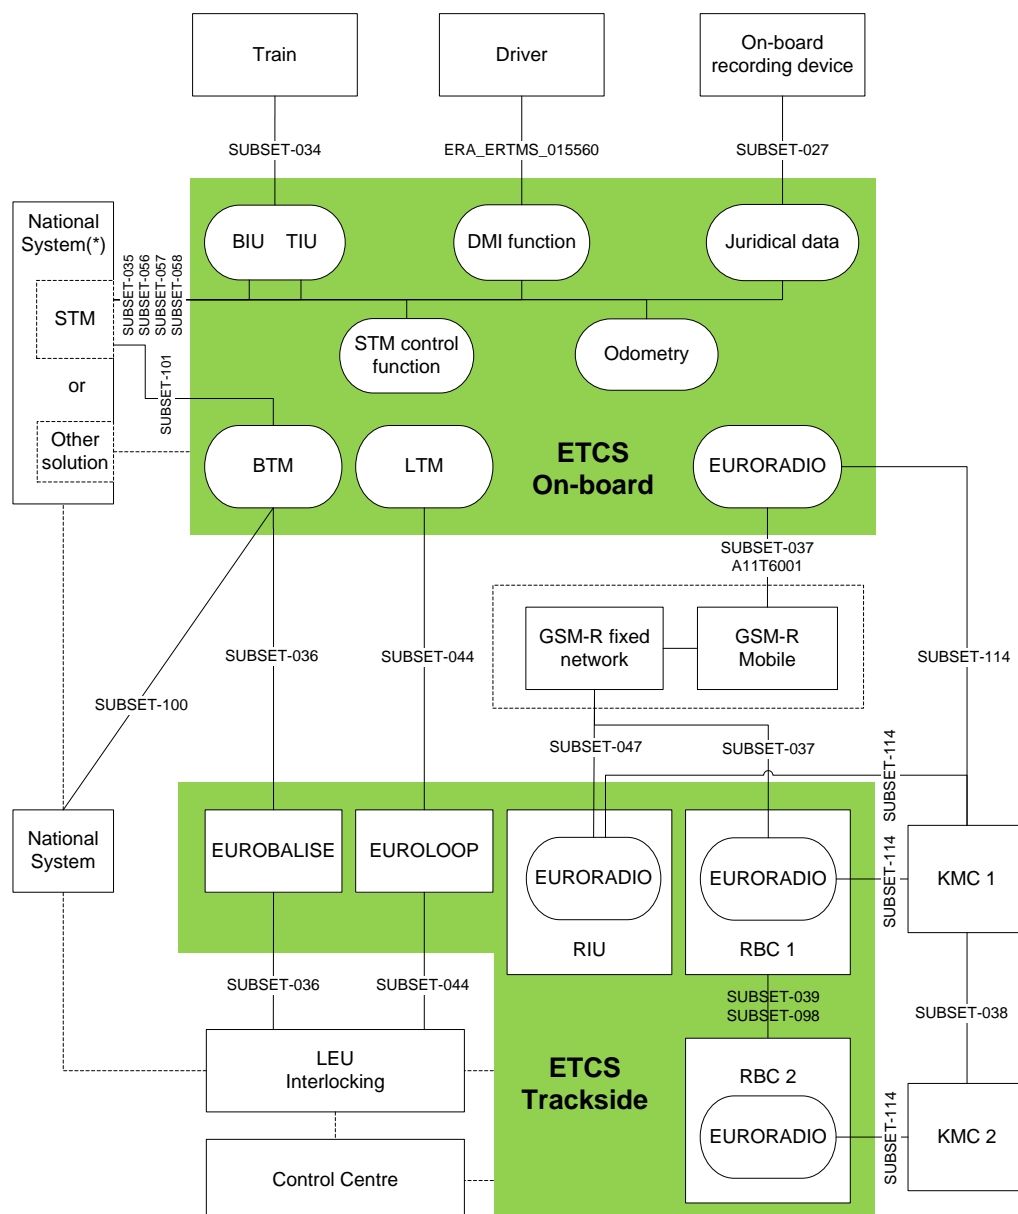 Train
Driver
On-board
recording device
SUBSET-034
ERA_ERTMS_015560
SUBSET-027
National
System(*)
SUBSET-035
SUBSET-056
SUBSET-057
SUBSET-058
BIU TIU
DMI function
Juridical data
STM
STM control
function
Odometry
or
SUBSET-101
Other
solution
BTM
LTM
ETCS
On-board
EURORADIO
SUBSET-037
A11T6001
GSM-R fixed
network
GSM-R
Mobile
SUBSET-036
SUBSET-044
SUBSET-114
SUBSET-100
SUBSET-047
SUBSET-037
SUBSET-114
National
System
EUROBALISE
EUROLOOP
EURORADIO
RIU
EURORADIO
RBC 1
SUBSET-114
KMC 1
SUBSET-036
SUBSET-044
SUBSET-039
SUBSET-098
SUBSET-038
LEU
Interlocking
ETCS
Trackside
RBC 2
EURORADIO
SUBSET-114
KMC 2
Control Centre